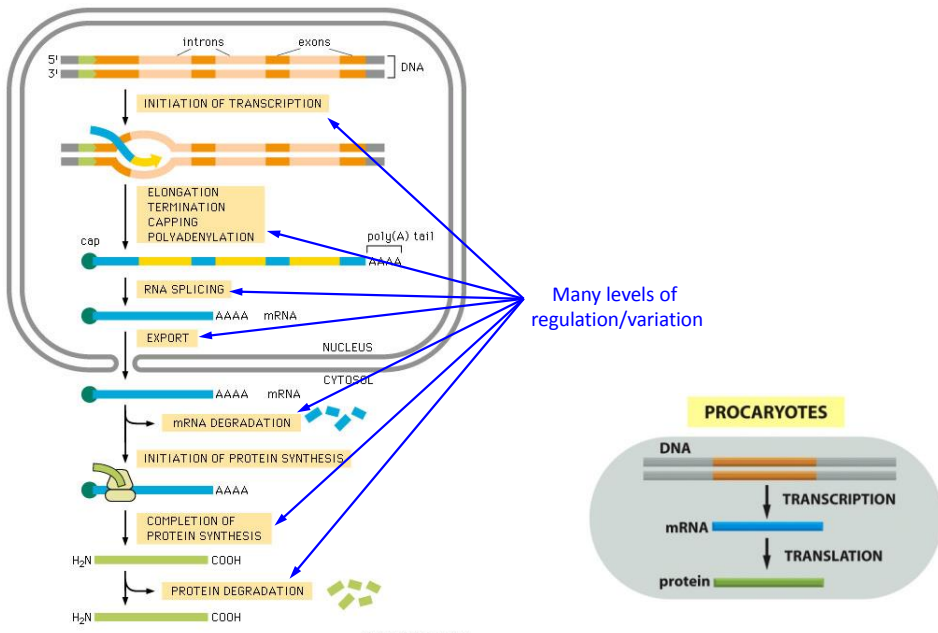 introns
exons
5'
3'
DNA
INITIATION OF TRANSCRIPTION
ELONGATION
TERMINATION
CAPPING
POLYADENYLATION
poly(A) tail
cap
AAAA
RNA SPLICING
AAAA mRNA
EXPORT
NUCLEUS
CYTOSOL
AAAA mRNA
mRNA DEGRADATION
INITIATION OF PROTEIN SYNTHESIS
AAAA
COMPLETION OF
PROTEIN SYNTHESIS
H₂N COOH
PROTEIN DEGRADATION
H₂N COOH
Many levels of
regulation/variation
PROCARYOTES
DNA
TRANSCRIPTION
mRNA
TRANSLATION
protein